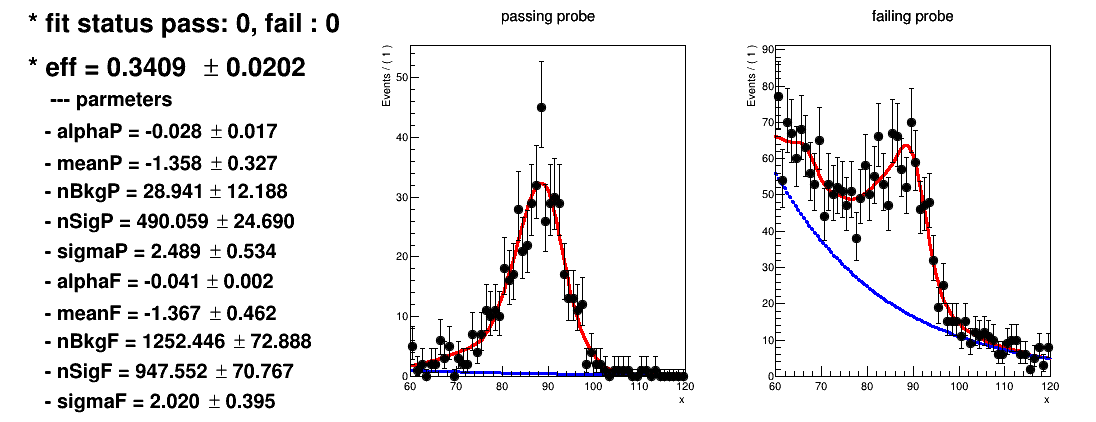 * fit status pass: 0, fail : 0
* eff = 0.3409 ± 0.0202
--- parmeters
- alphaP = -0.028 ± 0.017
- meanP = -1.358 ± 0.327
- nBkgP = 28.941 ± 12.188
- nSigP = 490.059 ± 24.690
- sigmaP = 2.489 ± 0.534
- alphaF = -0.041 ± 0.002
- meanF = -1.367 ± 0.462
- nBkgF = 1252.446 ± 72.888
- nSigF = 947.552 ± 70.767
- sigmaF = 2.020 ± 0.395
passing probe
Events / ( 1 )
50
40
30
20
10
0
60 70 80 90 100 110 120
x
failing probe
Events / ( 1 )
90
80
70
60
50
40
30
20
10
0
60 70 80 90 100 110 120
x